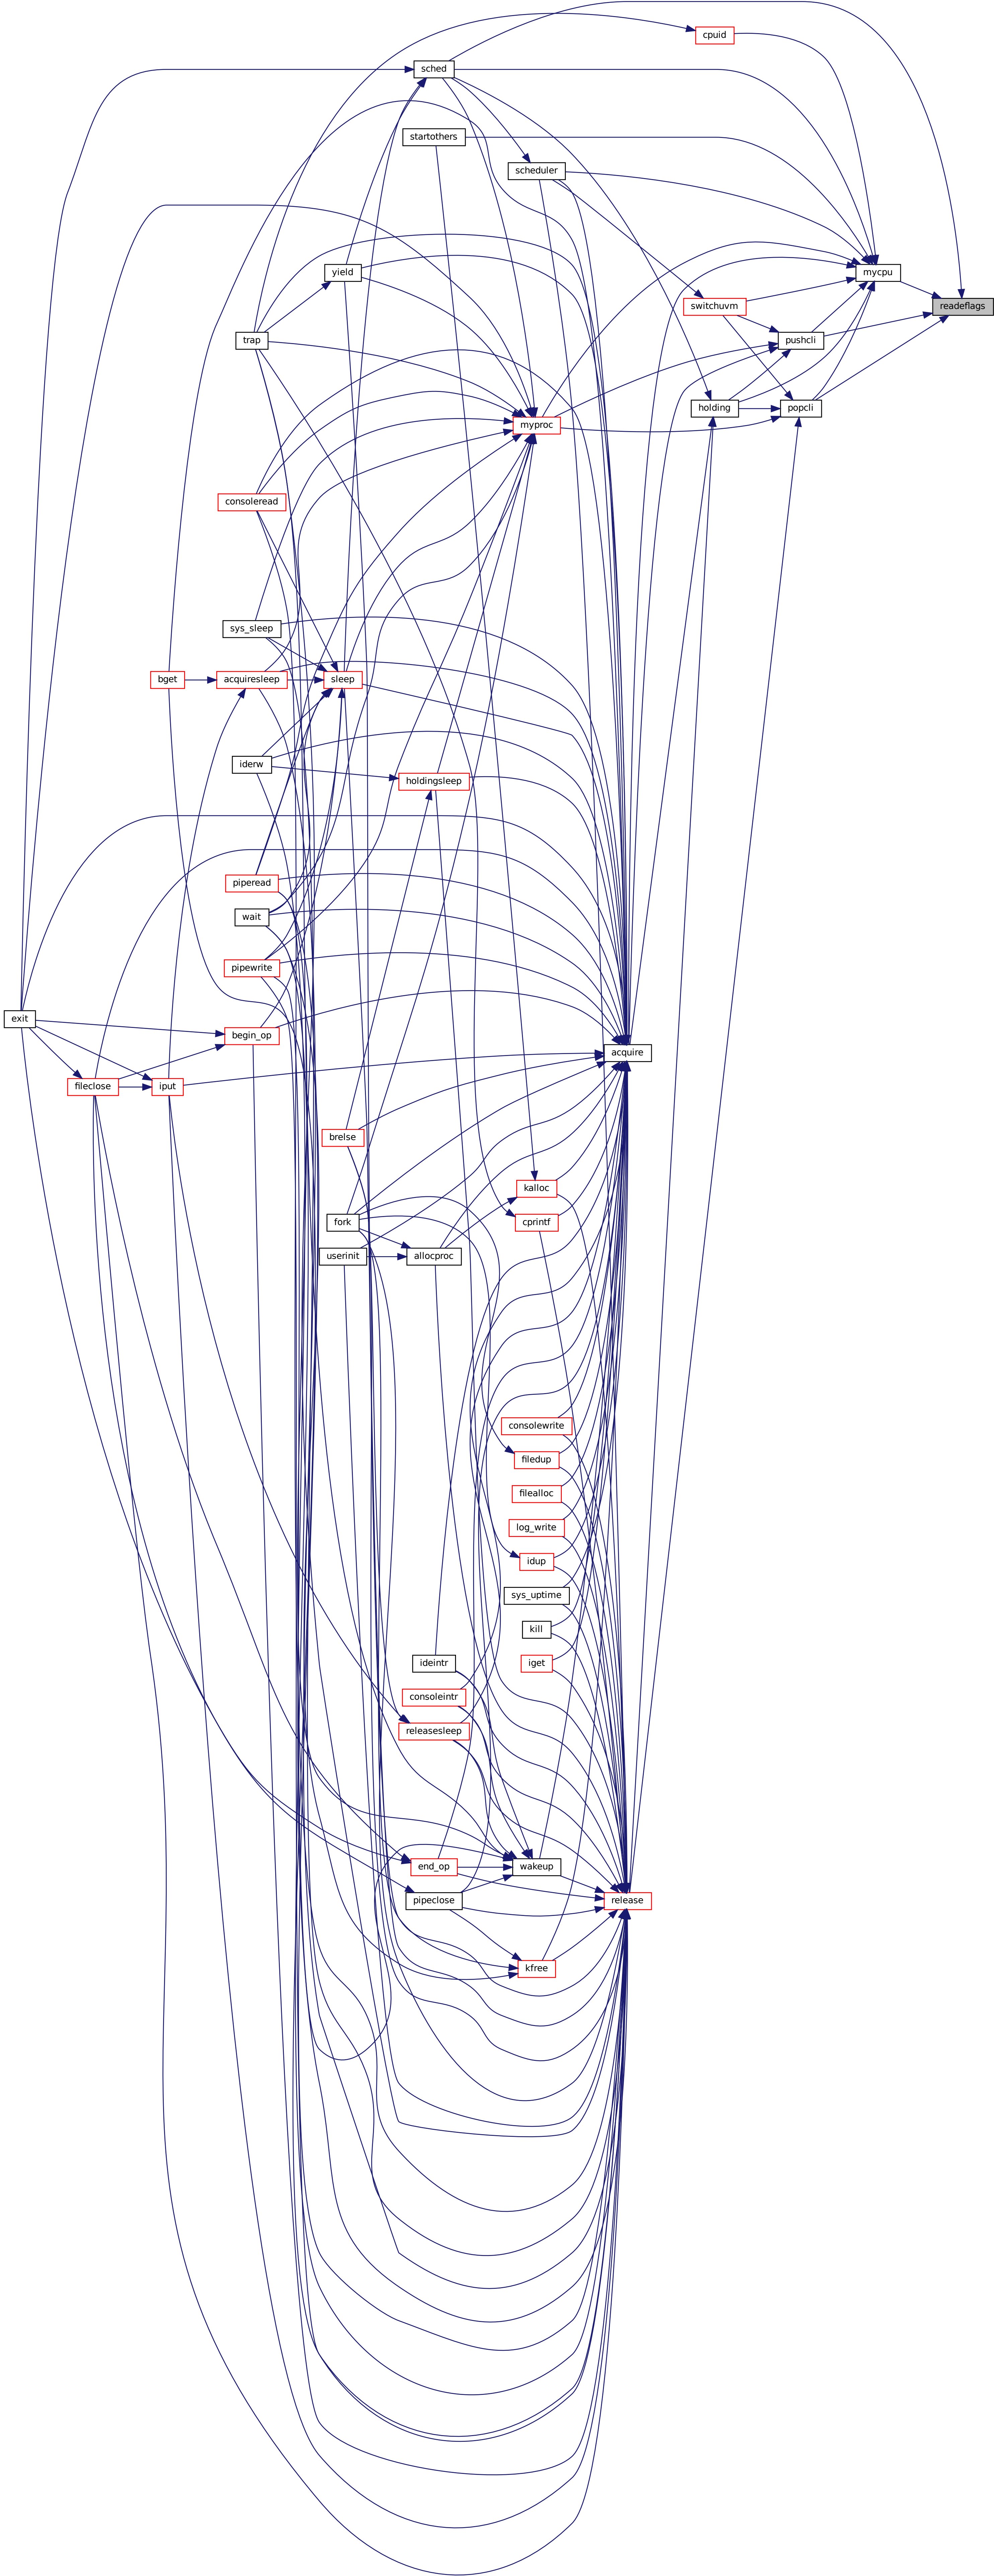 cpuid
sched
startothers
scheduler
yield
mycpu
switchuvm
readeflags
trap
pushcli
holding
popcli
myproc
consoleread
sys_sleep
bget
acquiresleep
sleep
iderw
holdingsleep
piperead
wait
pipewrite
exit
begin_op
acquire
fileclose
iput
brelse
kalloc
fork
cprintf
userinit
allocproc
consolewrite
filedup
filealloc
log_write
idup
sys_uptime
kill
ideintr
iget
consoleintr
releasesleep
end_op
wakeup
pipeclose
release
kfree